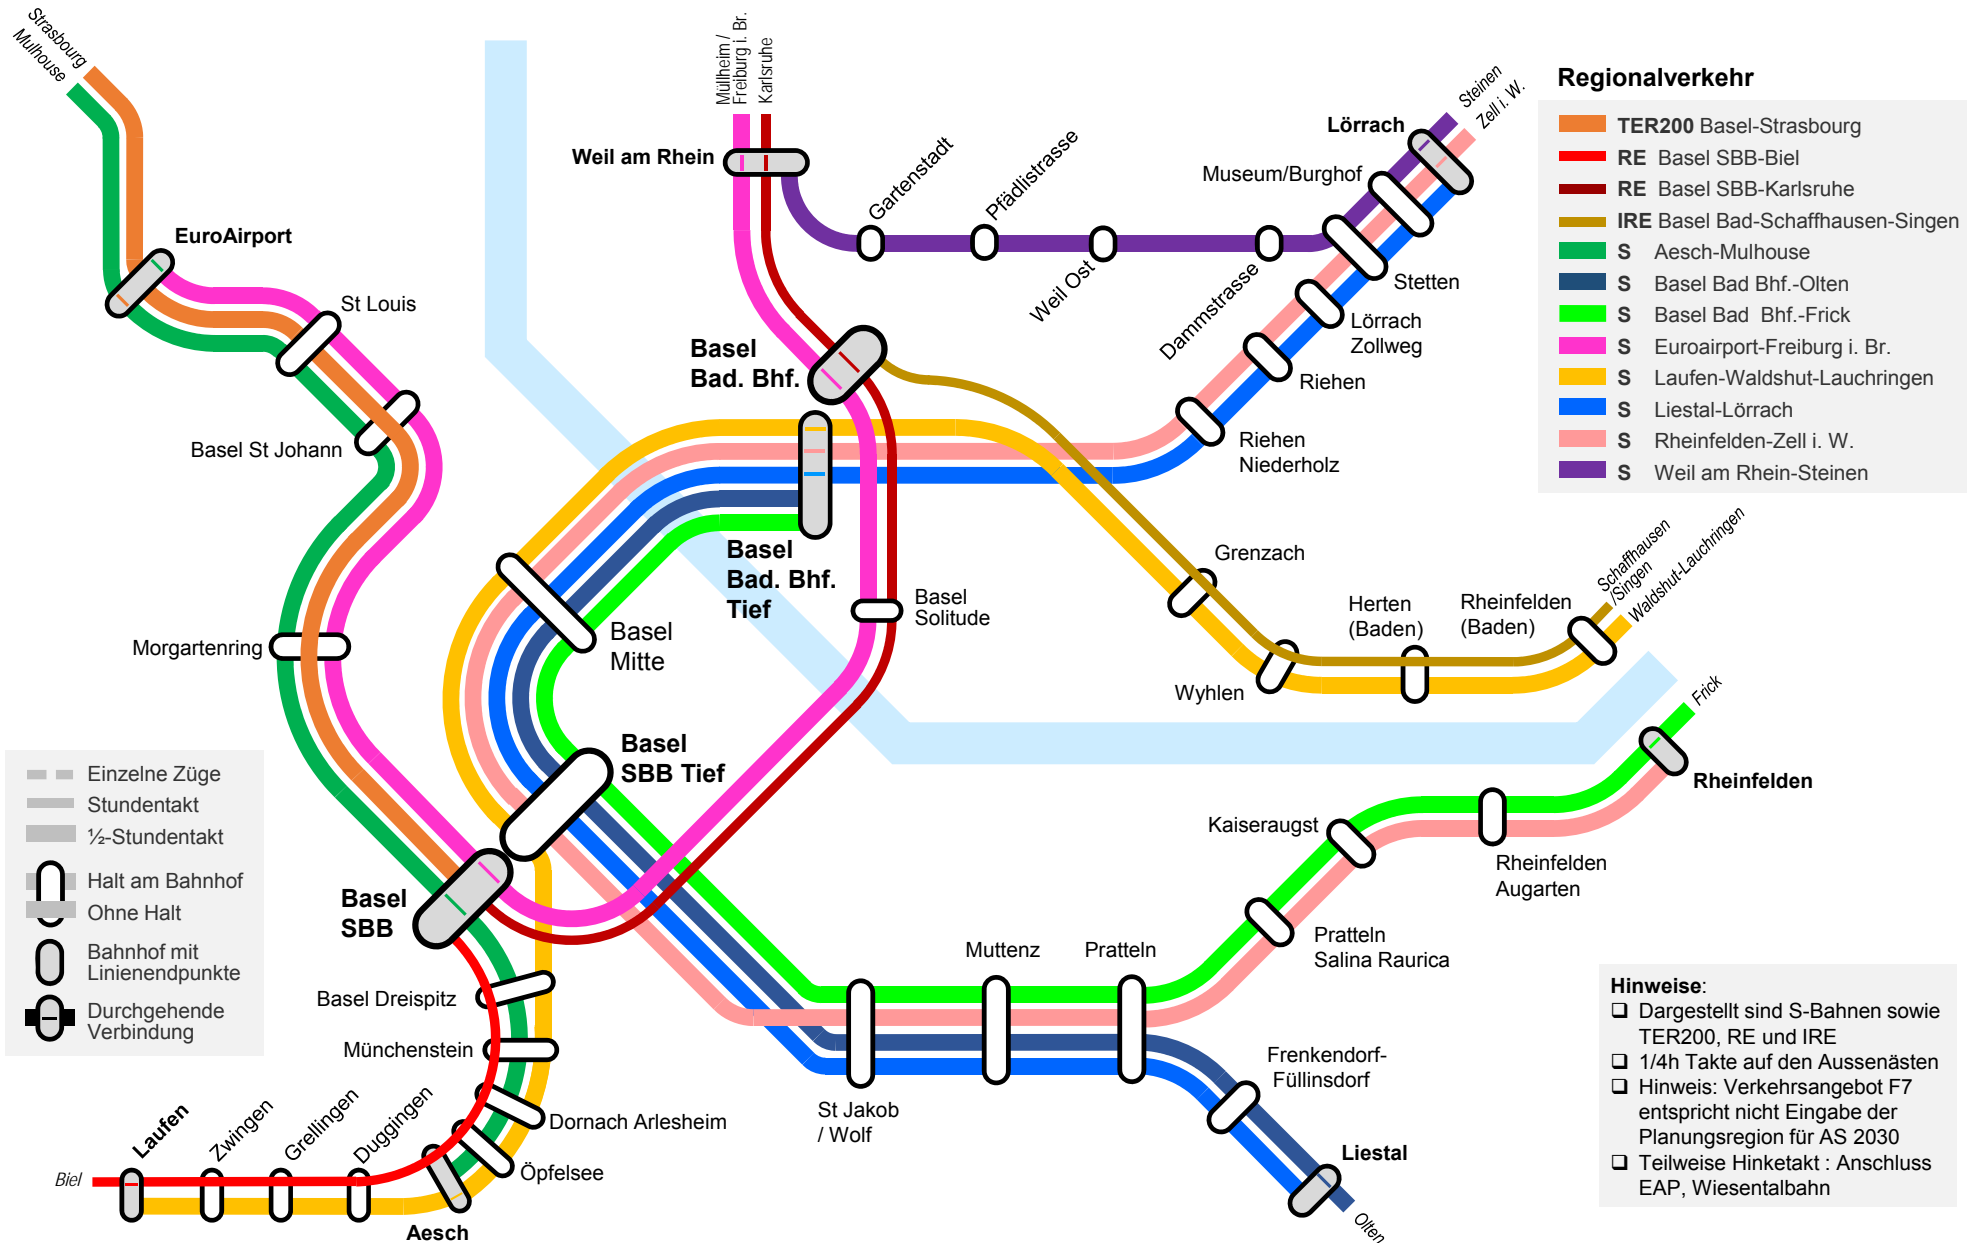 Strasbourg
Mulhouse
EuroAirport
St Louis
Basel St Johann
Morgartenring
Müllheim /
Freiburg i. Br.
Karlsruhe
Weil am Rhein
Gartenstadt
Pfädlistrasse
Weil Ost
Dammstrasse
Lörrach
Museum/Burghof
Steinen
Zell i. W.
Stetten
Lörrach
Zollweg
Riehen
Riehen
Niederholz
Basel
Bad. Bhf.
Basel
Bad. Bhf.
Tief
Basel
Solitude
Basel
Mitte
Basel
SBB Tief
Basel
SBB
Grenzach
Wyhlen
Herten
(Baden)
Rheinfelden
(Baden)
Schaffhausen
/Singen
Waldshut-Lauchringen
Frick
Rheinfelden
Rheinfelden
Augarten
Kaiseraugst
Pratteln
Salina Raurica
Pratteln
Muttenz
St Jakob
/ Wolf
Frenkendorf-
Füllinsdorf
Liestal
Olten
Basel Dreispitz
Münchenstein
Dornach Arlesheim
Öpfelsee
Aesch
Duggingen
Grellingen
Zwingen
Laufen
Biel
Regionalverkehr
TER200 Basel-Strasbourg
RE Basel SBB-Biel
RE Basel SBB-Karlsruhe
IRE Basel Bad-Schaffhausen-Singen
S Aesch-Mulhouse
S Basel Bad Bhf.-Olten
S Basel Bad Bhf.-Frick
S Euroairport-Freiburg i. Br.
S Laufen-Waldshut-Lauchringen
S Liestal-Lörrach
S Rheinfelden-Zell i. W.
S Weil am Rhein-Steinen
Einzelne Züge
Stundentakt
½-Stundentakt
Halt am Bahnhof
Ohne Halt
Bahnhof mit
Linienendpunkte
Durchgehende
Verbindung
Hinweise:
❑ Dargestellt sind S-Bahnen sowie
TER200, RE und IRE
❑ 1/4h Takte auf den Aussenästen
❑ Hinweis: Verkehrsangebot F7
entspricht nicht Eingabe der
Planungsregion für AS 2030
❑ Teilweise Hinketakt : Anschluss
EAP, Wiesentalbahn